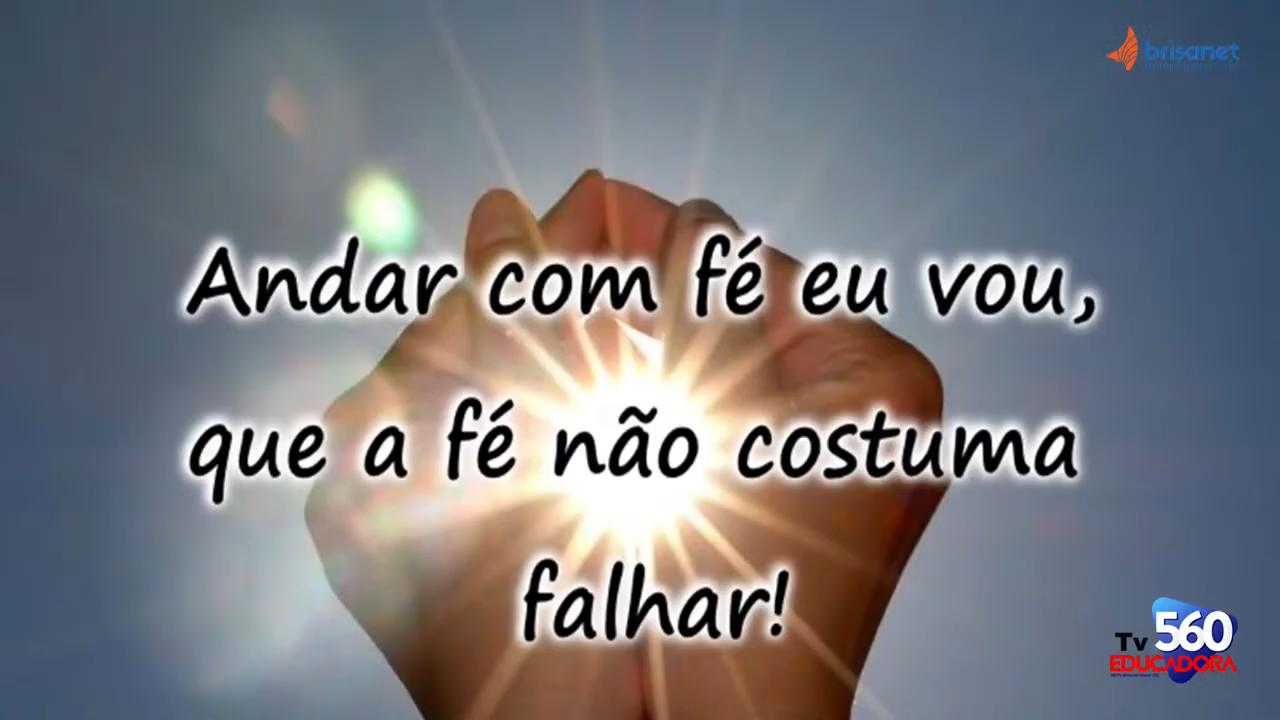 brisanet
Andar com fé eu vou,
que a fé não costuma
falhar!
Tv 560
EDUCADORA